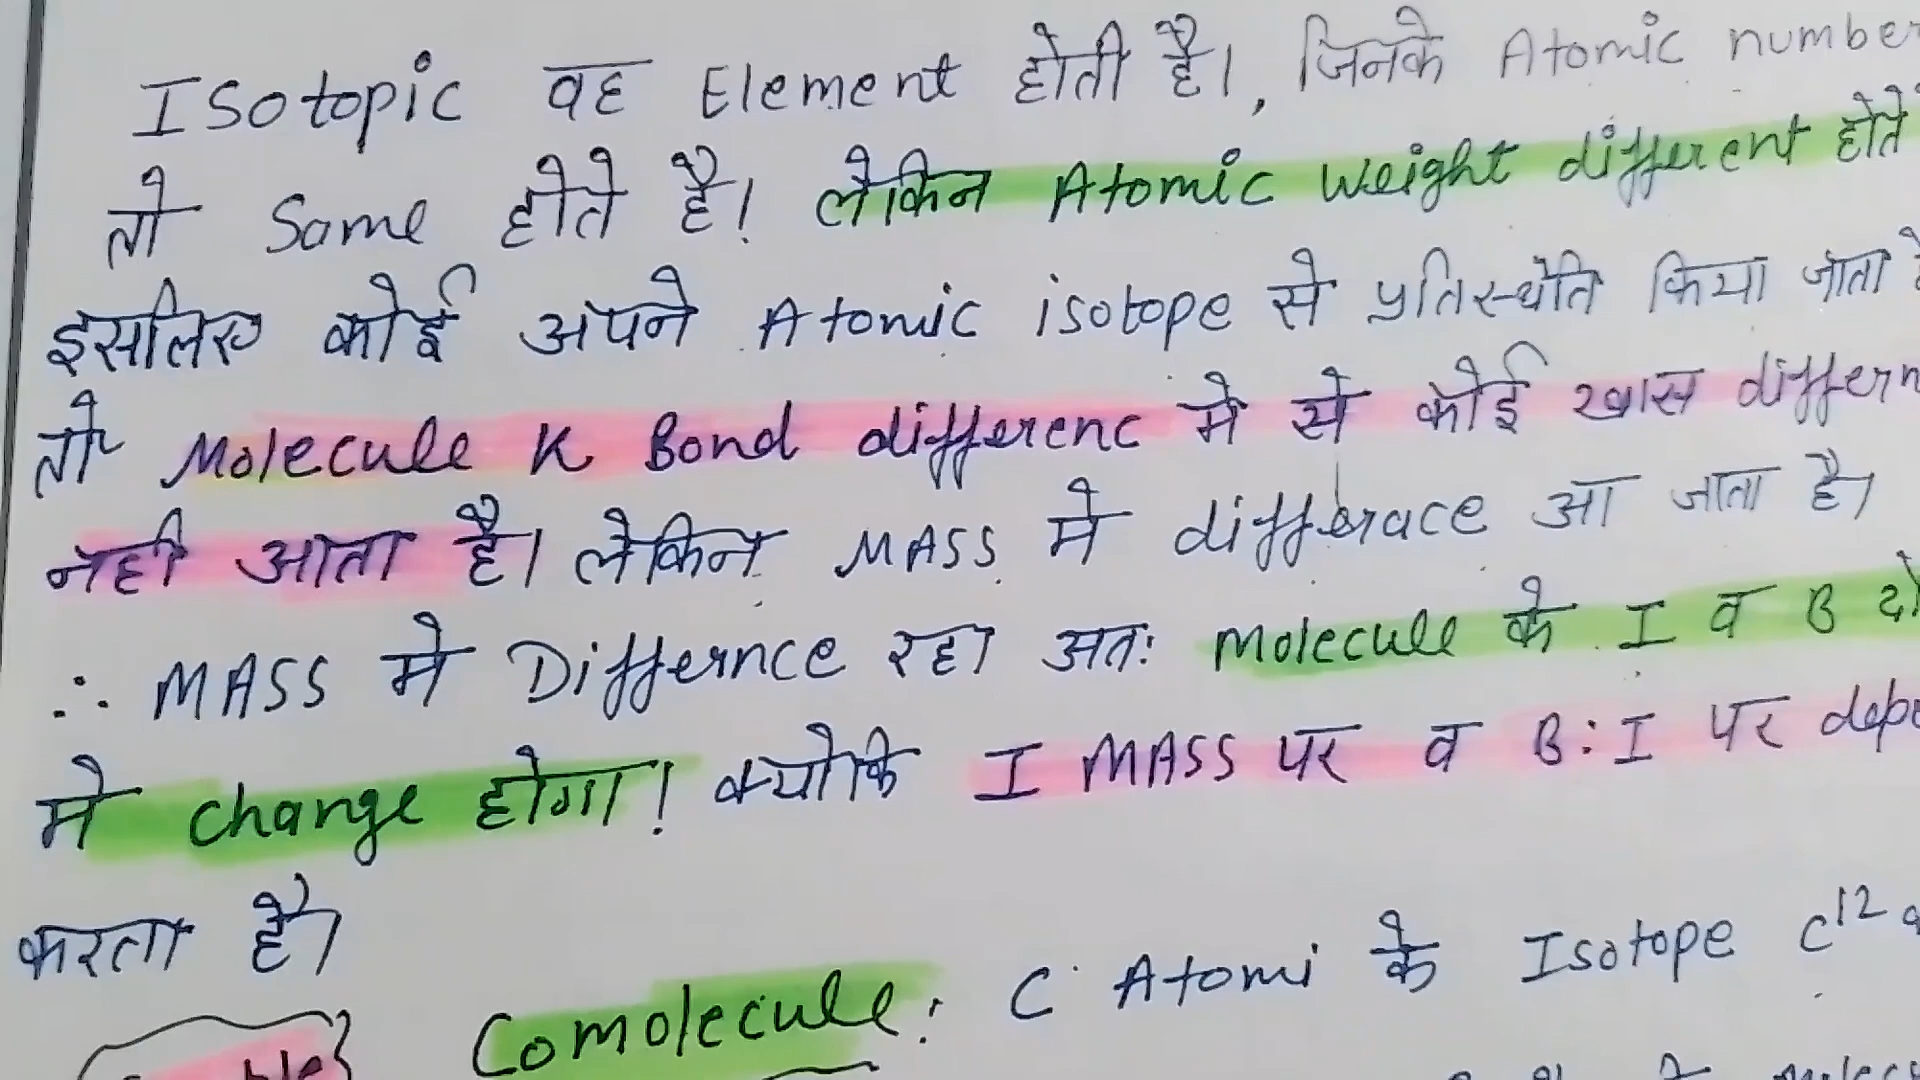 Isotopic वह Element होती है।, जिनके Atomic number
तो Same होते है। लेकिन Atomic Weight different होते
इसलिए कोई अपने Atomic isotope से प्रतिस्थेति किया जाता
तो Molecule K Bond differenc मे से कोई खास differn
नही आता है। लेकिन MASS मे differace आ जाता है।
∴ MASS मे Differnce रहा अतः Molecule के I व B दो
मे change होगा! क्योकि I MASS पर व B:I पर depe
करता है।
Comolecule: C Atomi के Isotope C¹²